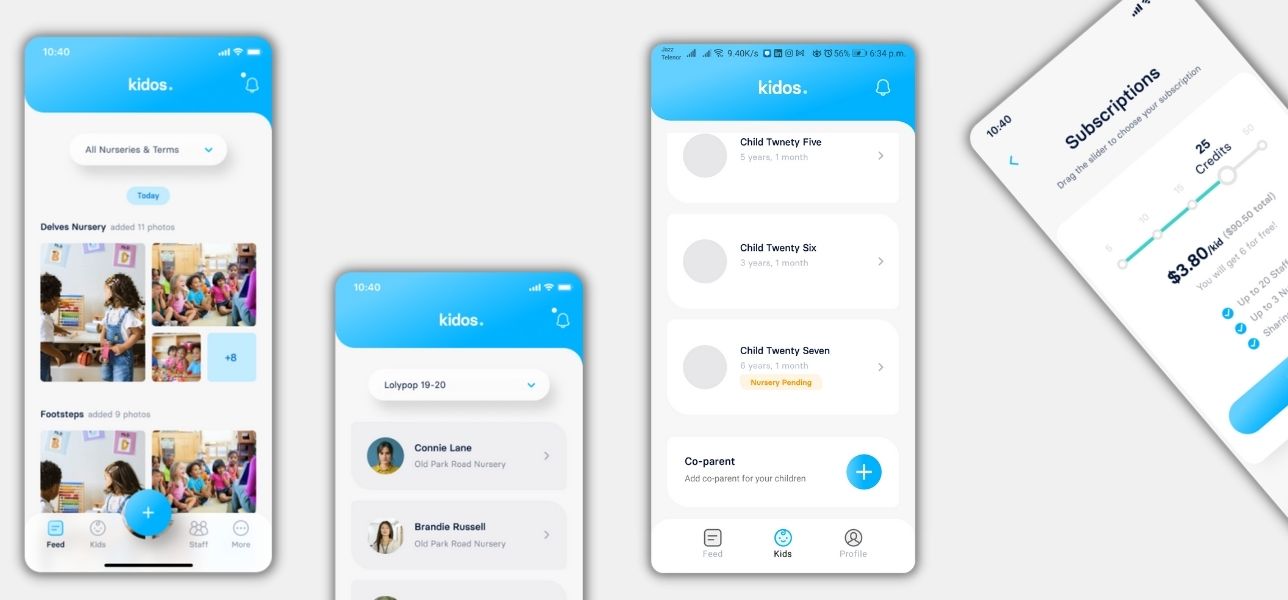 10:40
kidos.
All Nurseries & Terms
Today
Delves Nursery added 11 photos
+8
Footsteps added 9 photos
Feed
Kids
Staff
More
10:40
kidos.
Lolypop 19-20
Connie Lane
Old Park Road Nursery
Brandie Russell
Old Park Road Nursery
Jazz
Telenor
9.40K/s
56%
6:34 p.m.
kidos.
Child Twnety Five
5 years, 1 month
Child Twenty Six
3 years, 1 month
Child Twenty Seven
6 years, 1 month
Nursery Pending
Co-parent
Add co-parent for your children
Feed
Kids
Profile
10:40
Subscriptions
Drag the slider to choose your subscription
25
Credits
5
10
15
50
$3.80/kid ($90.50 total)
You will get 6 for free!
Up to 20 Staff
Up to 3